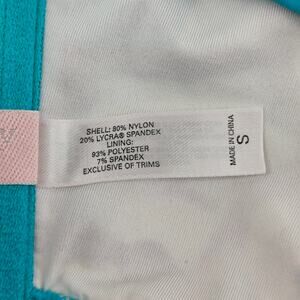 SHELL: 80% NYLON
20% LYCRA® SPANDEX
LINING:
93% POLYESTER
7% SPANDEX
EXCLUSIVE OF TRIMS
MADE IN CHINA
S